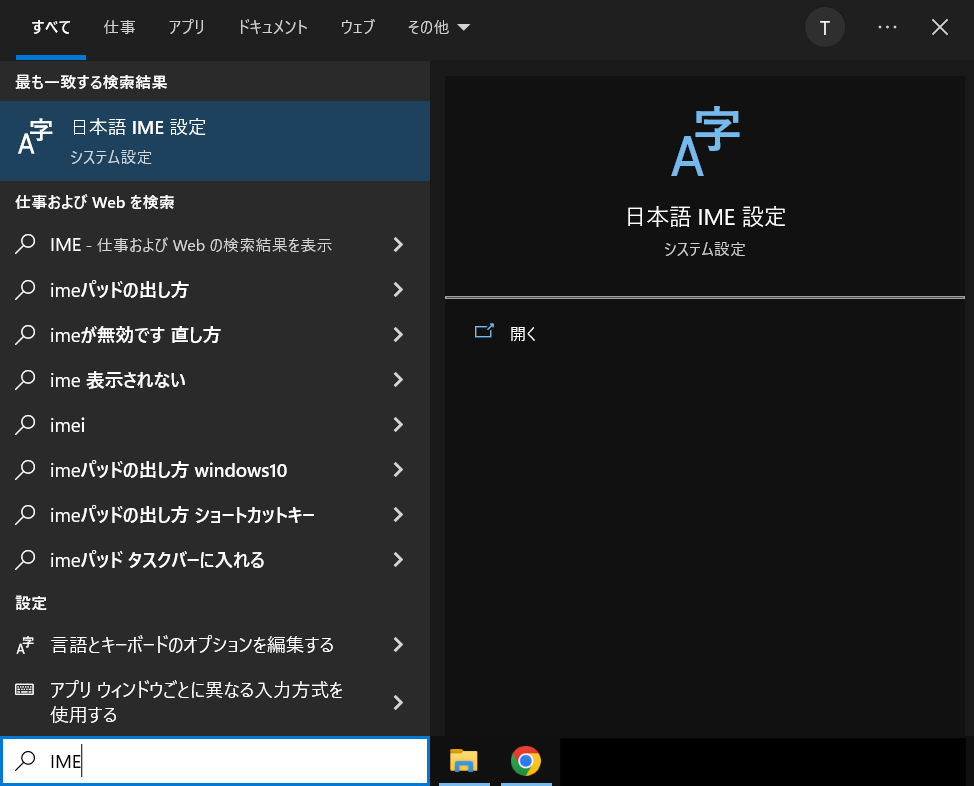 すべて 仕事 アプリ ドキュメント ウェブ その他 T
最も一致する検索結果
日本語 IME 設定
システム設定
仕事および Web を検索
IME - 仕事および Web の検索結果を表示
imeパッドの出し方
imeが無効です 直し方
ime 表示されない
imei
imeパッドの出し方 windows10
imeパッドの出し方 ショートカットキー
imeパッド タスクバーに入れる
設定
A字 言語とキーボードのオプションを編集する
アプリ ウィンドウごとに異なる入力方式を
使用する
IME
A字
日本語 IME 設定
システム設定
開く